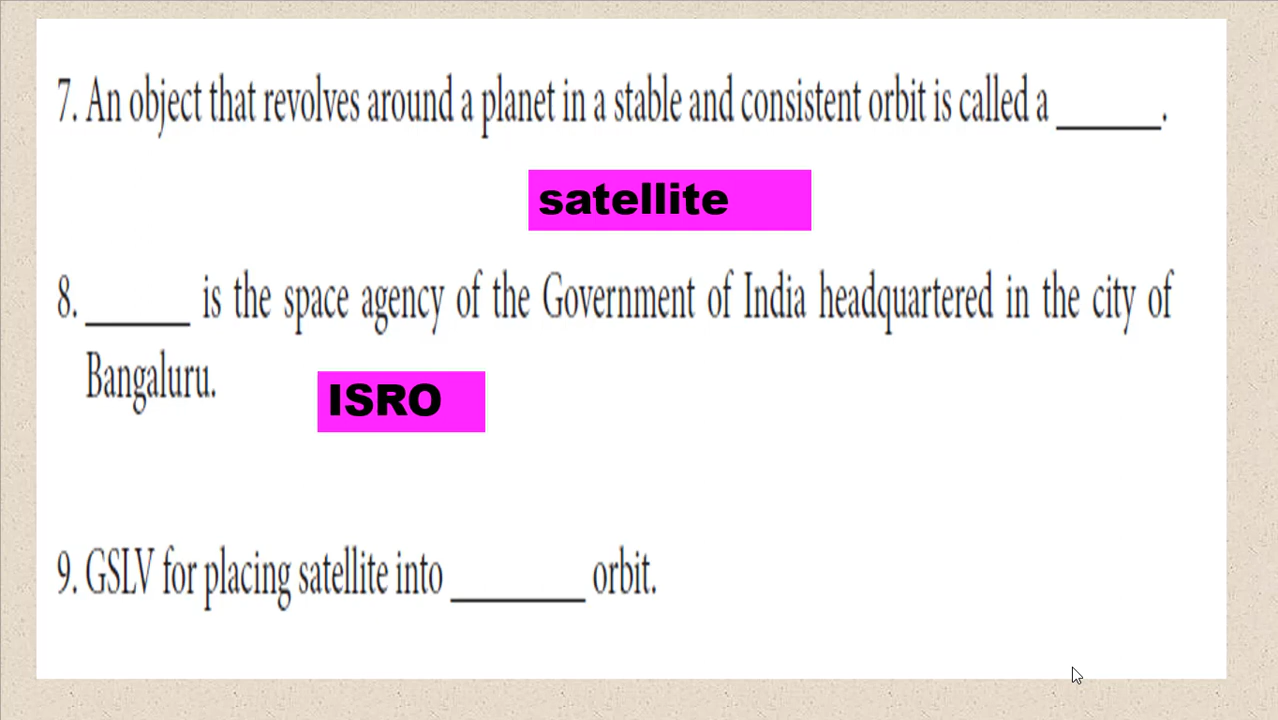 7. An object that revolves around a planet in a stable and consistent orbit is called a ______.
satellite
8. ______ is the space agency of the Government of India headquartered in the city of
Bangaluru.
ISRO
9. GSLV for placing satellite into ________ orbit.